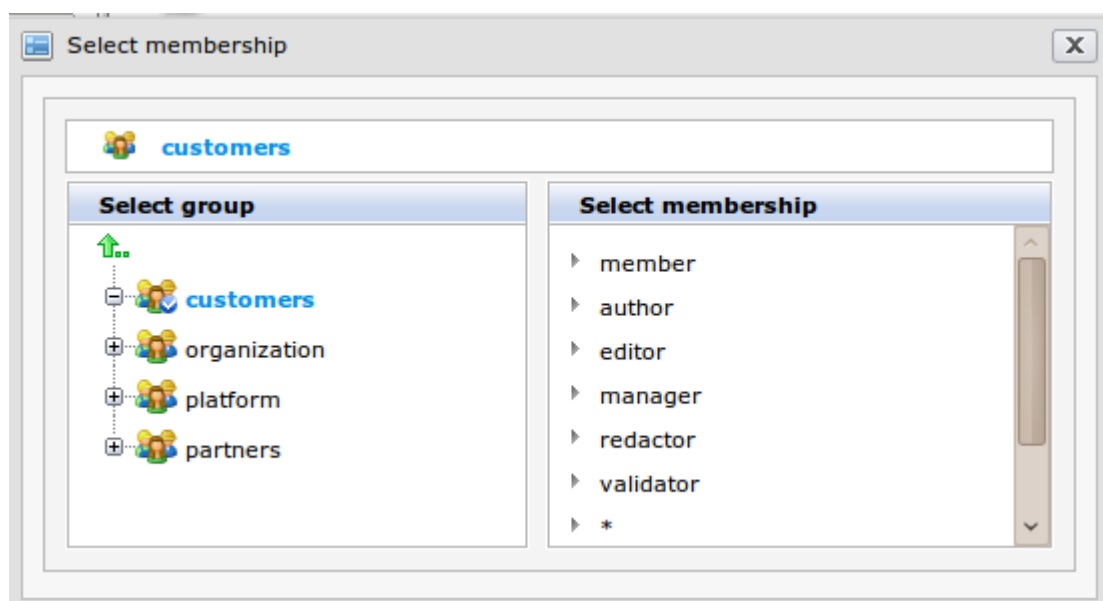 Select membership
X
customers
Select group
customers
organization
platform
partners
Select membership
member
author
editor
manager
redactor
validator
*